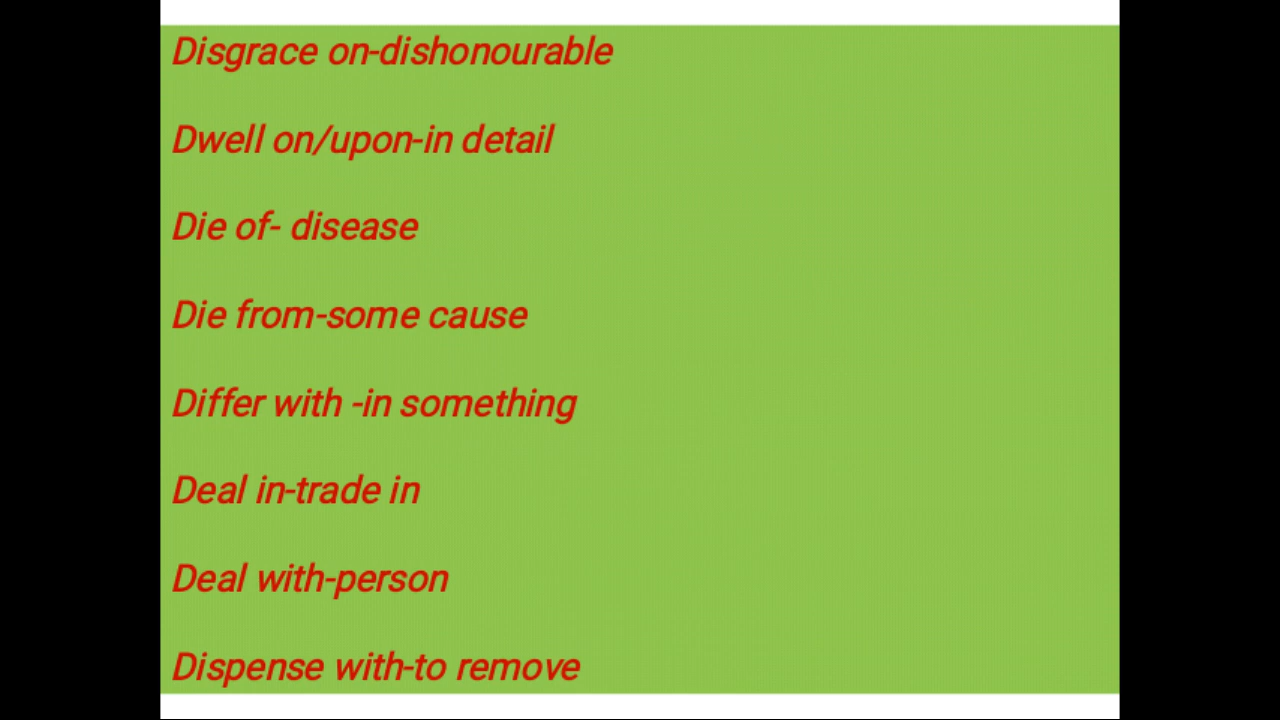 Disgrace on-dishonourable
Dwell on/upon-in detail
Die of- disease
Die from-some cause
Differ with -in something
Deal in-trade in
Deal with-person
Dispense with-to remove